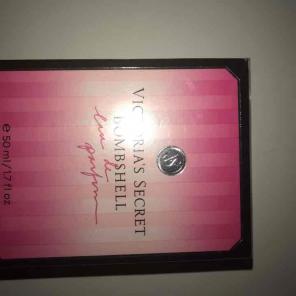 VICTORIA'S SECRET
BOMBSHELL
eau de
parfum
e 50 ml/1.7 fl oz